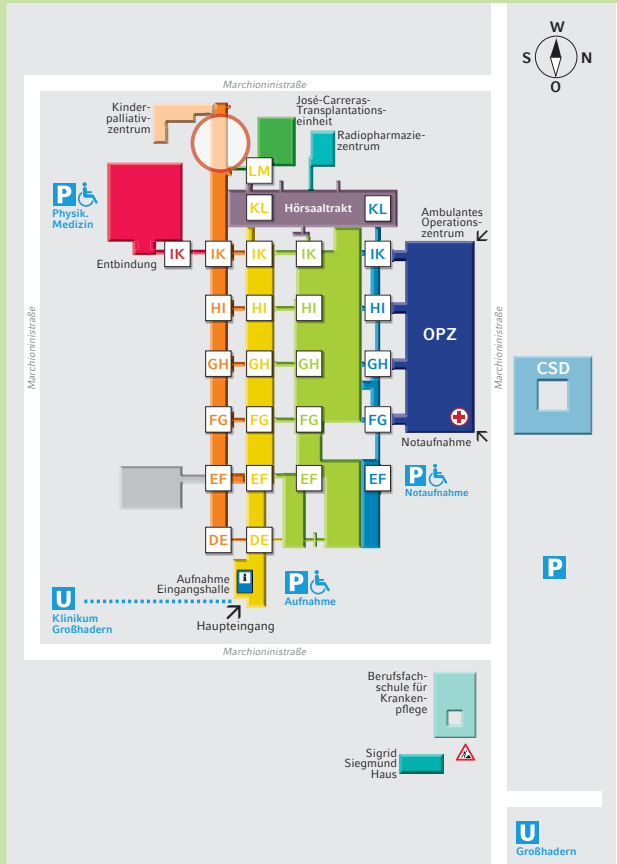 W
S
N
O
Marchioninistraße
Kinder-
palliativ-
zentrum
José-Carreras-
Transplantations-
einheit
Radiopharmazie-
zentrum
LM
P
Physik.
Medizin
KL
Hörsaaltrakt
KL
Ambulantes
Operations-
zentrum
Entbindung
IK
IK
IK
IK
IK
HI
HI
HI
HI
OPZ
Marchioninistraße
Marchioninistraße
GH
GH
GH
GH
CSD
FG
FG
FG
FG
Notaufnahme
EF
EF
EF
EF
P
Notaufnahme
DE
DE
Aufnahme
Eingangshalle
i
P
Aufnahme
P
U
Klinikum
Großhadern
Haupteingang
Marchioninistraße
Berufsfach-
schule für
Kranken-
pflege
Sigrid
Siegmund
Haus
U
Großhadern